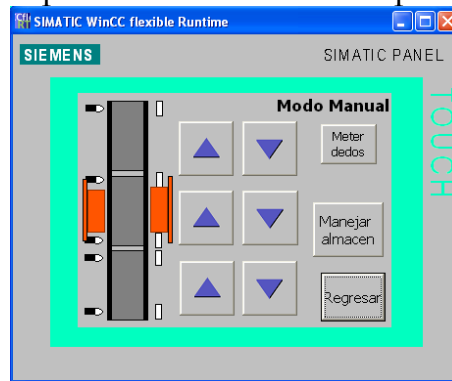 SIMATIC WinCC flexible Runtime
SIEMENS
SIMATIC PANEL
TOUCH
Modo Manual
Meter
dedos
Manejar
almacen
Regresar